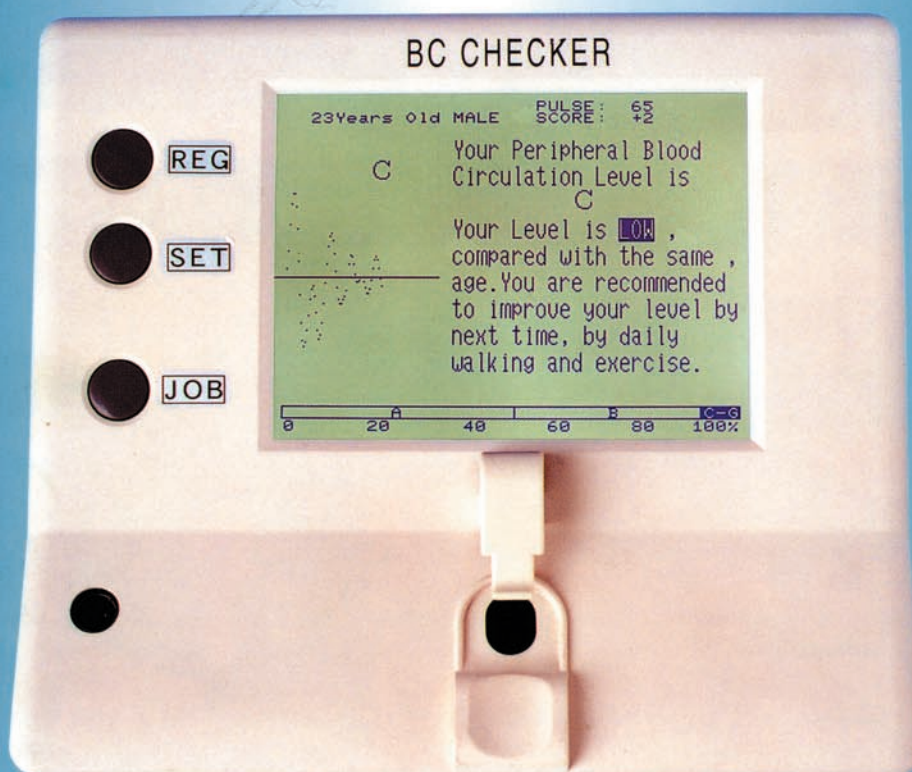 BC CHECKER
REG
SET
JOB
23Years Old MALE PULSE: 65
SCORE: +2
C
Your Peripheral Blood
Circulation Level is
C
Your Level is LOW ,
compared with the same ,
age.You are recommended
to improve your level by
next time, by daily
walking and exercise.
A B C-G
0 20 40 60 80 100%